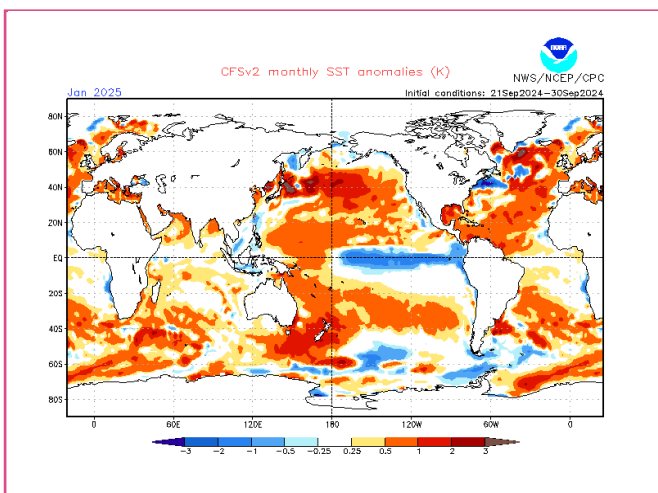 NOAA
CFSv2 monthly SST anomalies (K)
NWS/NCEP/CPC
Jan 2025
Initial conditions: 21Sep2024-30Sep2024
80N
60N
40N
20N
EQ
20S
40S
60S
80S
0 60E 120E 180 120W 60W 0
-3 -2 -1 -0.5 -0.25 0.25 0.5 1 2 3